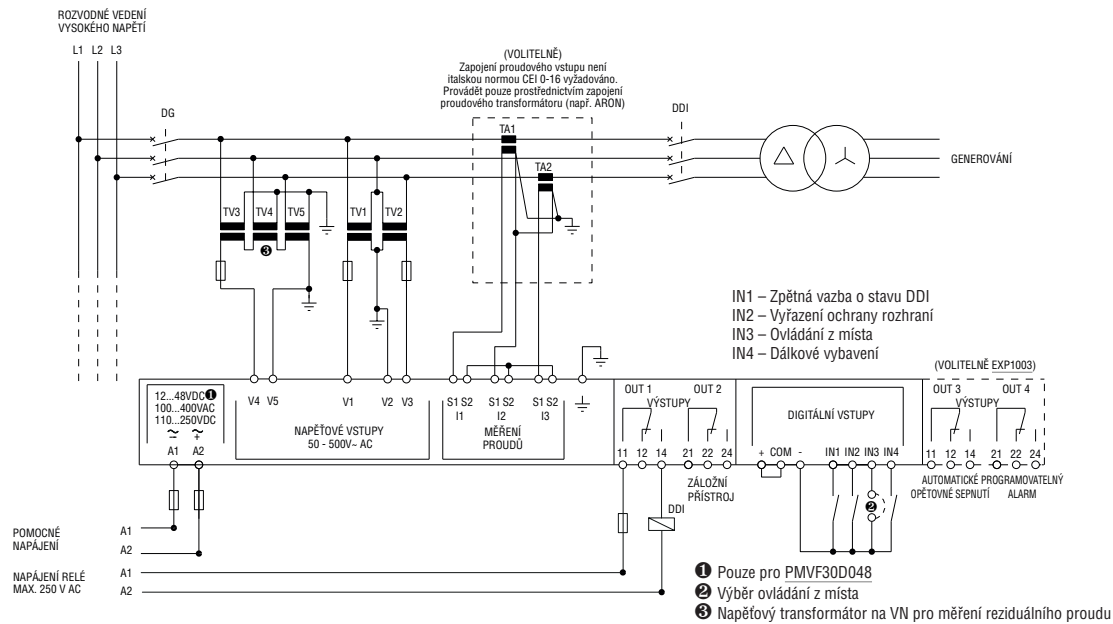 ROZVODNÉ VEDENÍ
VYSOKÉHO NAPĚTÍ
L1 L2 L3
DG
(VOLITELNĚ)
Zapojení proudového vstupu není
italskou normou CEI 0-16 vyžadováno.
Provádět pouze prostřednictvím zapojení
proudového transformátoru (např. ARON)
TA1
TA2
DDI
GENEROVÁNÍ
TV3 TV4 TV5 TV1 TV2
❸
IN1 – Zpětná vazba o stavu DDI
IN2 – Vyřazení ochrany rozhraní
IN3 – Ovládání z místa
IN4 – Dálkové vybavení
(VOLITELNĚ EXP1003)
12...48VDC❶
100...400VAC
110...250VDC
~ ~
– +
A1 A2
V4 V5 V1 V2 V3
NAPĚŤOVÉ VSTUPY
50 - 500V~ AC
S1 S2 S1 S2 S1 S2
I1 I2 I3
MĚŘENÍ
PROUDŮ
OUT 1 OUT 2
VÝSTUPY
11 12 14 21 22 24
ZÁLOŽNÍ
PŘÍSTROJ
DIGITÁLNÍ VSTUPY
+ COM - IN1 IN2 IN3 IN4
❷
OUT 3 OUT 4
VÝSTUPY
11 12 14 21 22 24
AUTOMATICKÉ
OPĚTOVNÉ SEPNUTÍ
PROGRAMOVATELNÝ
ALARM
DDI
POMOCNÉ
NAPÁJENÍ
A1
A2
NAPÁJENÍ RELÉ
MAX. 250 V AC
A1
A2
❶ Pouze pro PMVF30D048
❷ Výběr ovládání z místa
❸ Napěťový transformátor na VN pro měření reziduálního proudu